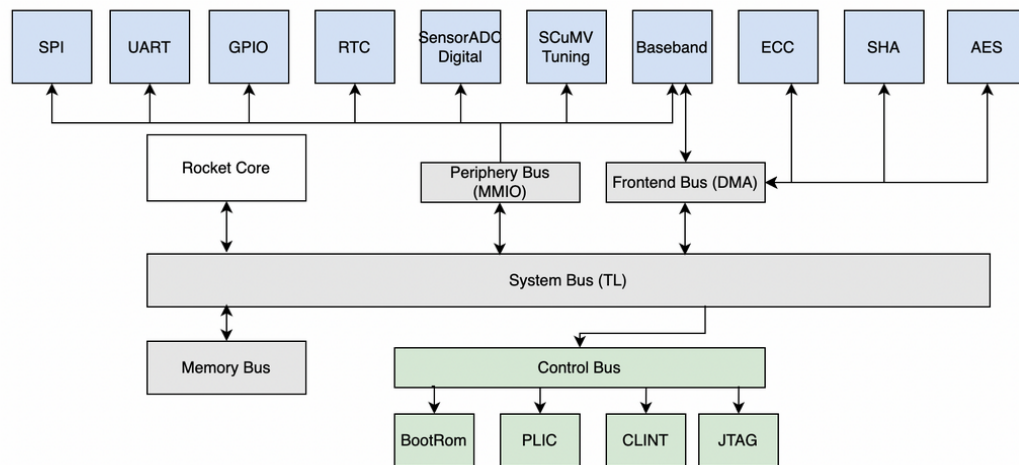 SPI
UART
GPIO
RTC
SensorADC
Digital
SCuMV
Tuning
Baseband
ECC
SHA
AES
Rocket Core
Periphery Bus
(MMIO)
Frontend Bus (DMA)
System Bus (TL)
Memory Bus
Control Bus
BootRom
PLIC
CLINT
JTAG